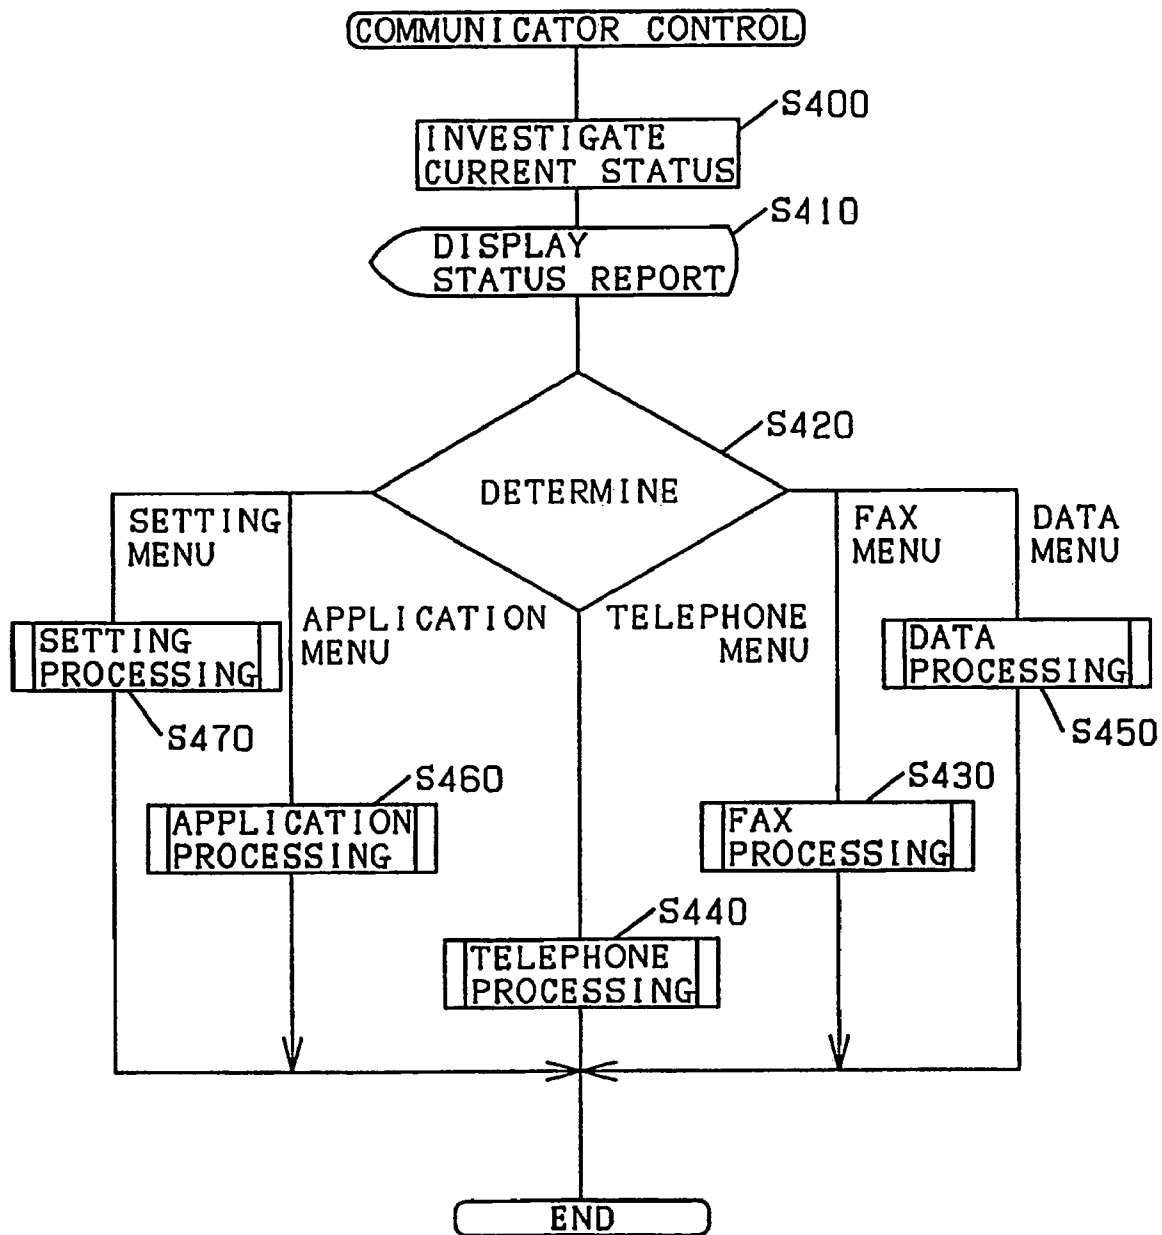 COMMUNICATOR CONTROL
S400
INVESTIGATE
CURRENT STATUS
S410
DISPLAY
STATUS REPORT
S420
DETERMINE
SETTING
MENU
FAX
MENU
DATA
MENU
APPLICATION
MENU
TELEPHONE
MENU
SETTING
PROCESSING
DATA
PROCESSING
S470
S450
S460
S430
APPLICATION
PROCESSING
FAX
PROCESSING
S440
TELEPHONE
PROCESSING
END